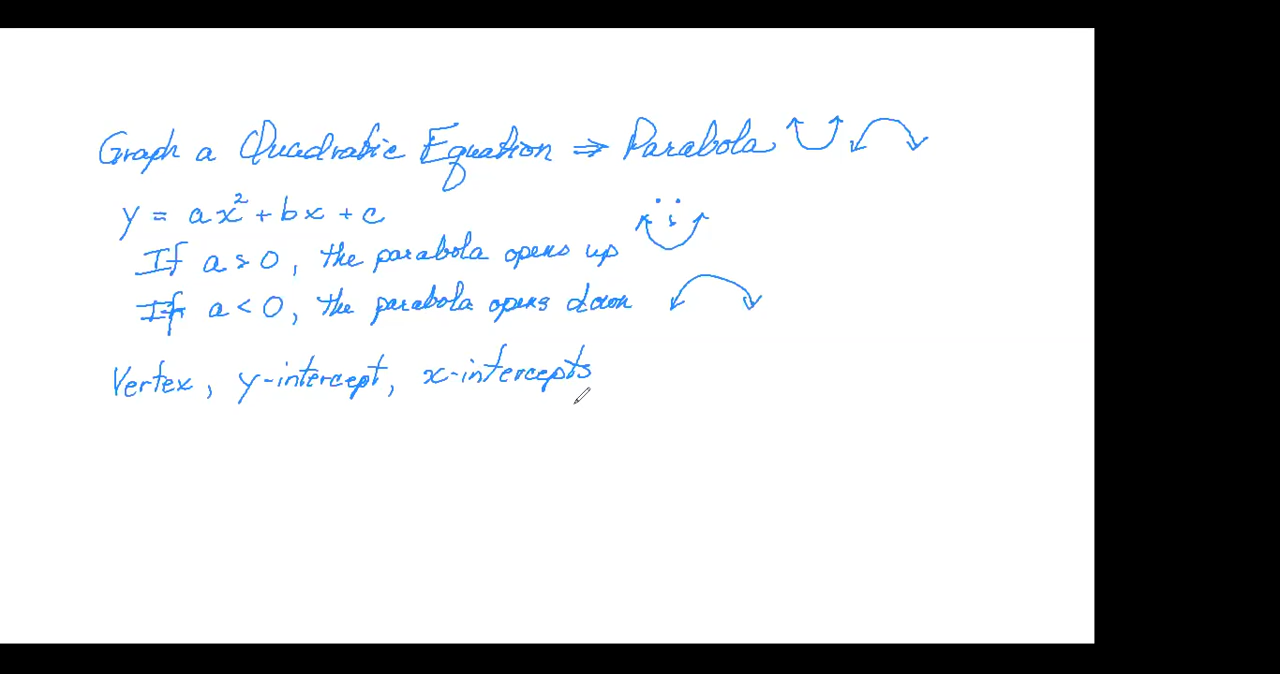 Graph a Quadratic Equation ⇒ Parabola
y = ax² + bx + c
If a > 0, the parabola opens up
If a < 0, the parabola opens down
Vertex, y-intercept, x-intercepts